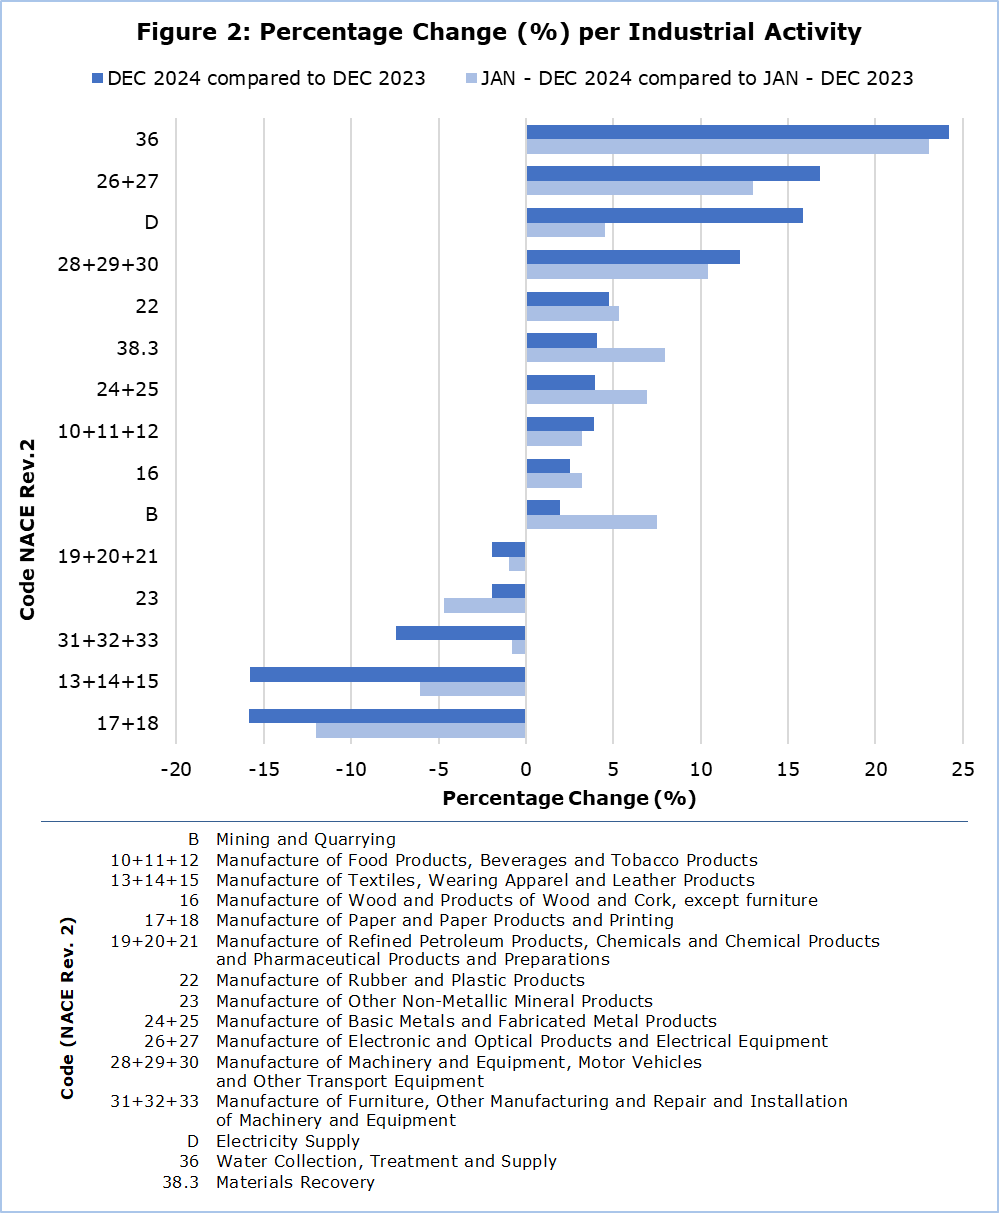 Figure 2: Percentage Change (%) per Industrial Activity
DEC 2024 compared to DEC 2023 JAN - DEC 2024 compared to JAN - DEC 2023
36
26+27
D
28+29+30
22
38.3
24+25
10+11+12
16
B
19+20+21
23
31+32+33
13+14+15
17+18
Code NACE Rev.2
-20 -15 -10 -5 0 5 10 15 20 25
Percentage Change (%)
Code (NACE Rev. 2)
B Mining and Quarrying
10+11+12 Manufacture of Food Products, Beverages and Tobacco Products
13+14+15 Manufacture of Textiles, Wearing Apparel and Leather Products
16 Manufacture of Wood and Products of Wood and Cork, except furniture
17+18 Manufacture of Paper and Paper Products and Printing
19+20+21 Manufacture of Refined Petroleum Products, Chemicals and Chemical Products
and Pharmaceutical Products and Preparations
22 Manufacture of Rubber and Plastic Products
23 Manufacture of Other Non-Metallic Mineral Products
24+25 Manufacture of Basic Metals and Fabricated Metal Products
26+27 Manufacture of Electronic and Optical Products and Electrical Equipment
28+29+30 Manufacture of Machinery and Equipment, Motor Vehicles
and Other Transport Equipment
31+32+33 Manufacture of Furniture, Other Manufacturing and Repair and Installation
of Machinery and Equipment
D Electricity Supply
36 Water Collection, Treatment and Supply
38.3 Materials Recovery